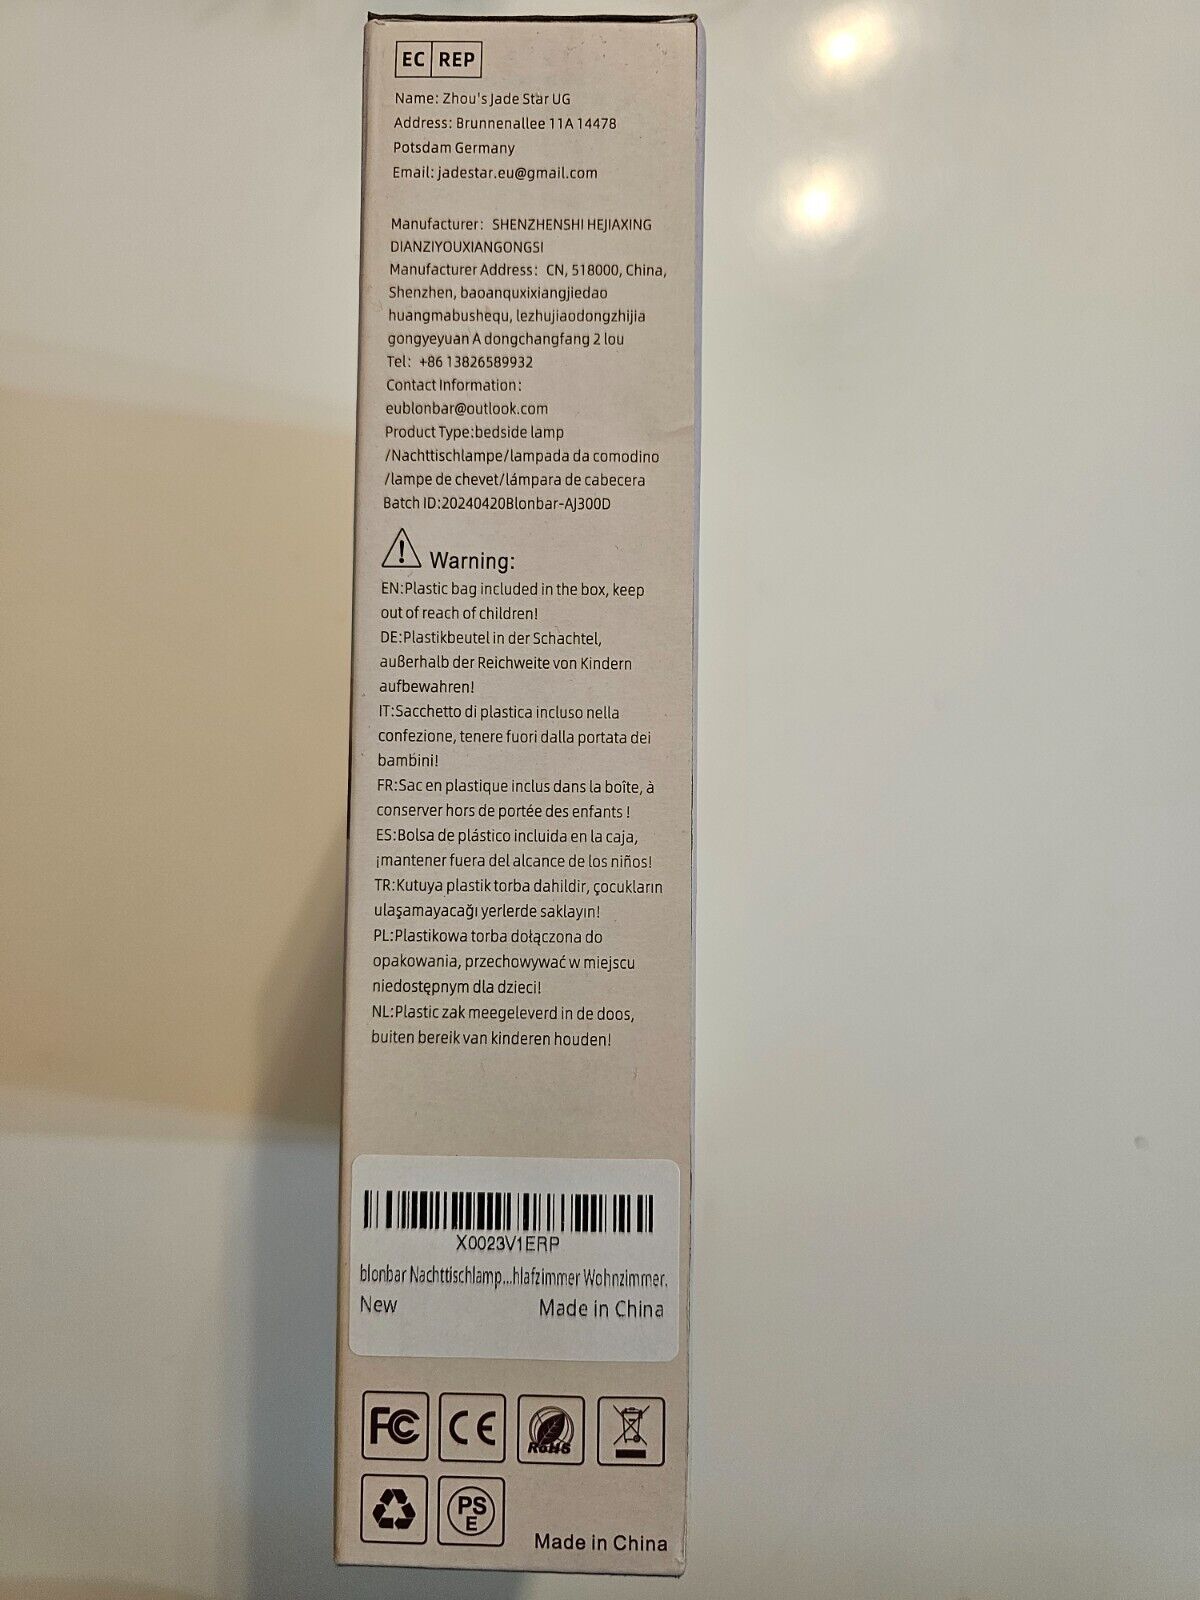 EC REP
Name: Zhou's Jade Star UG
Address: Brunnenallee 11A 14478
Potsdam Germany
Email: jadestar.eu@gmail.com
Manufacturer: SHENZHENSHI HEJIAXING
DIANZIYOUXIANGONGSI
Manufacturer Address: CN, 518000, China,
Shenzhen, baoanquxixiangjiedao
huangmabushequ, lezhujiaodongzhijia
gongyeyuan A dongchangfang 2 lou
Tel: +86 13826589932
Contact Information:
eublonbar@outlook.com
Product Type:bedside lamp
/Nachttischlampe/lampada da comodino
/lampe de chevet/lámpara de cabecera
Batch ID:20240420Blonbar-AJ300D
Warning:
EN:Plastic bag included in the box, keep
out of reach of children!
DE:Plastikbeutel in der Schachtel,
außerhalb der Reichweite von Kindern
aufbewahren!
IT:Sacchetto di plastica incluso nella
confezione, tenere fuori dalla portata dei
bambini!
FR:Sac en plastique inclus dans la boîte, à
conserver hors de portée des enfants !
ES:Bolsa de plástico incluida en la caja,
¡mantener fuera del alcance de los niños!
TR:Kutuya plastik torba dahildir, çocukların
ulaşamayacağı yerlerde saklayın!
PL:Plastikowa torba dołączona do
opakowania, przechowywać w miejscu
niedostępnym dla dzieci!
NL:Plastic zak meegeleverd in de doos,
buiten bereik van kinderen houden!
X0023V1ERP
blonbar Nachttischlamp...hlafzimmer Wohnzimmer.
New Made in China
FC CE RoHS
PSE
Made in China